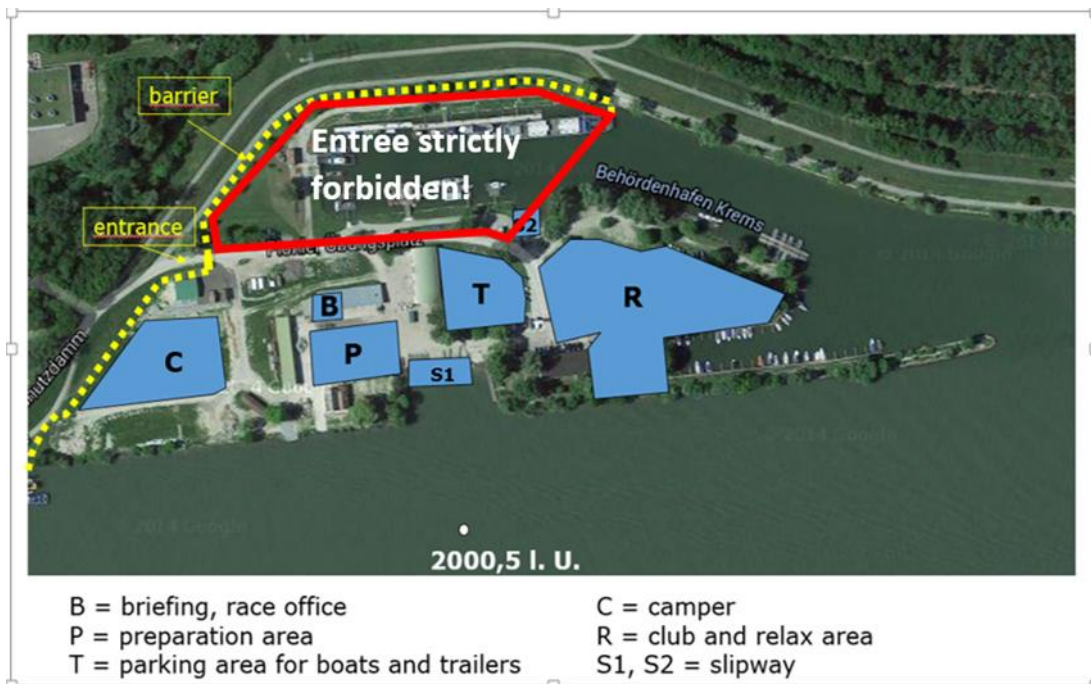 barrier
Entree strictly
forbidden!
Behördenhafen Krems
entrance
S2
B
T
R
C
P
S1
2000,5 l. U.
B = briefing, race office
P = preparation area
T = parking area for boats and trailers
C = camper
R = club and relax area
S1, S2 = slipway